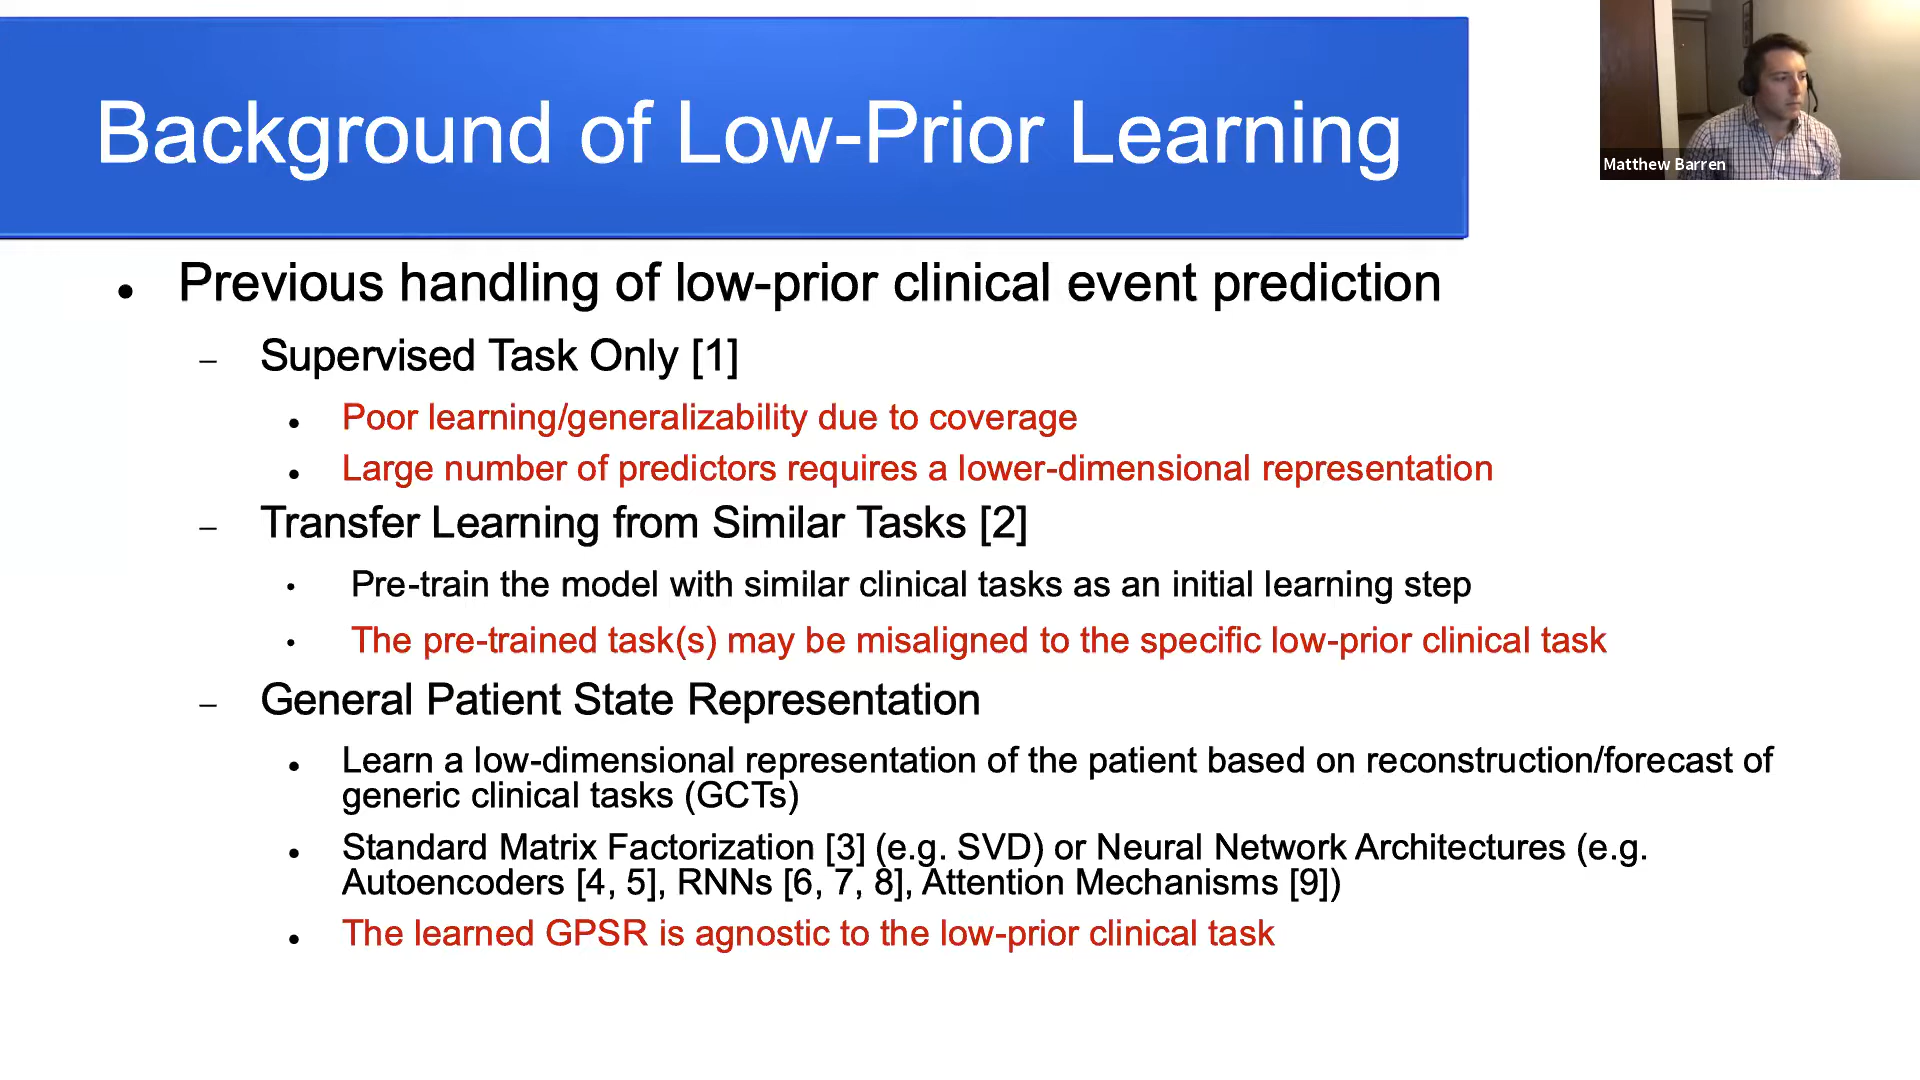 Background of Low-Prior Learning
Matthew Barren
• Previous handling of low-prior clinical event prediction
– Supervised Task Only [1]
• Poor learning/generalizability due to coverage
• Large number of predictors requires a lower-dimensional representation
– Transfer Learning from Similar Tasks [2]
• Pre-train the model with similar clinical tasks as an initial learning step
• The pre-trained task(s) may be misaligned to the specific low-prior clinical task
– General Patient State Representation
• Learn a low-dimensional representation of the patient based on reconstruction/forecast of
generic clinical tasks (GCTs)
• Standard Matrix Factorization [3] (e.g. SVD) or Neural Network Architectures (e.g.
Autoencoders [4, 5], RNNs [6, 7, 8], Attention Mechanisms [9])
• The learned GPSR is agnostic to the low-prior clinical task